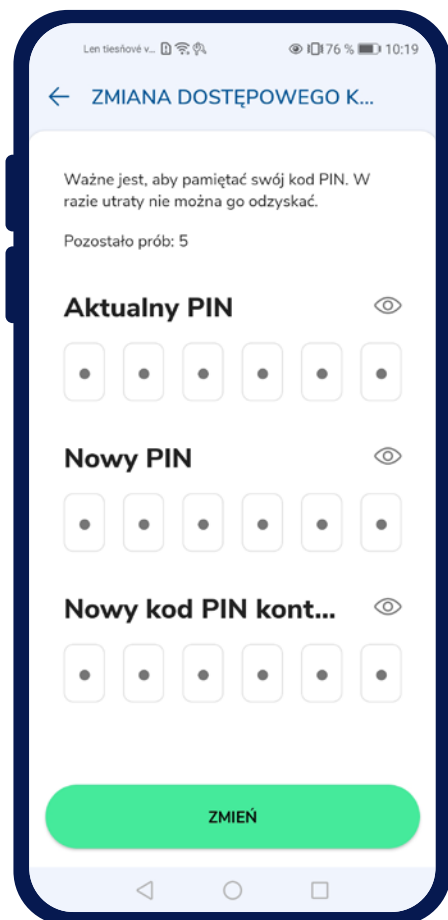 Len tiesňové v... 76 % 10:19
ZMIANA DOSTĘPOWEGO K...
Ważne jest, aby pamiętać swój kod PIN. W
razie utraty nie można go odzyskać.
Pozostało prób: 5
Aktualny PIN
Nowy PIN
Nowy kod PIN kont...
ZMIEŃ